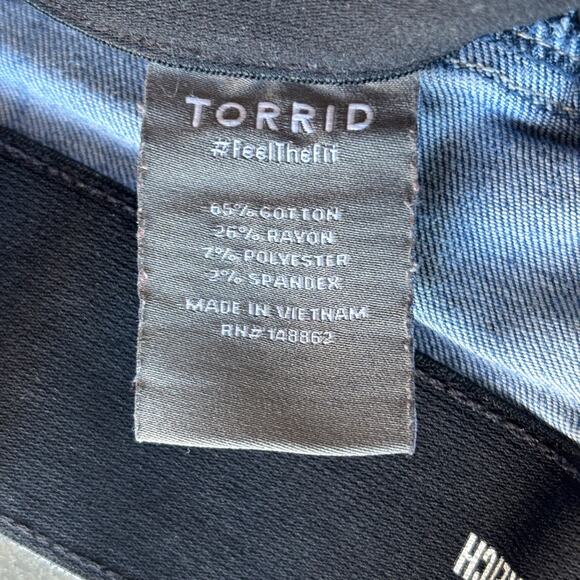 TORRID
#FeelTheFit
65% COTTON
26% RAYON
7% POLYESTER
2% SPANDEX
MADE IN VIETNAM
RN# 148862